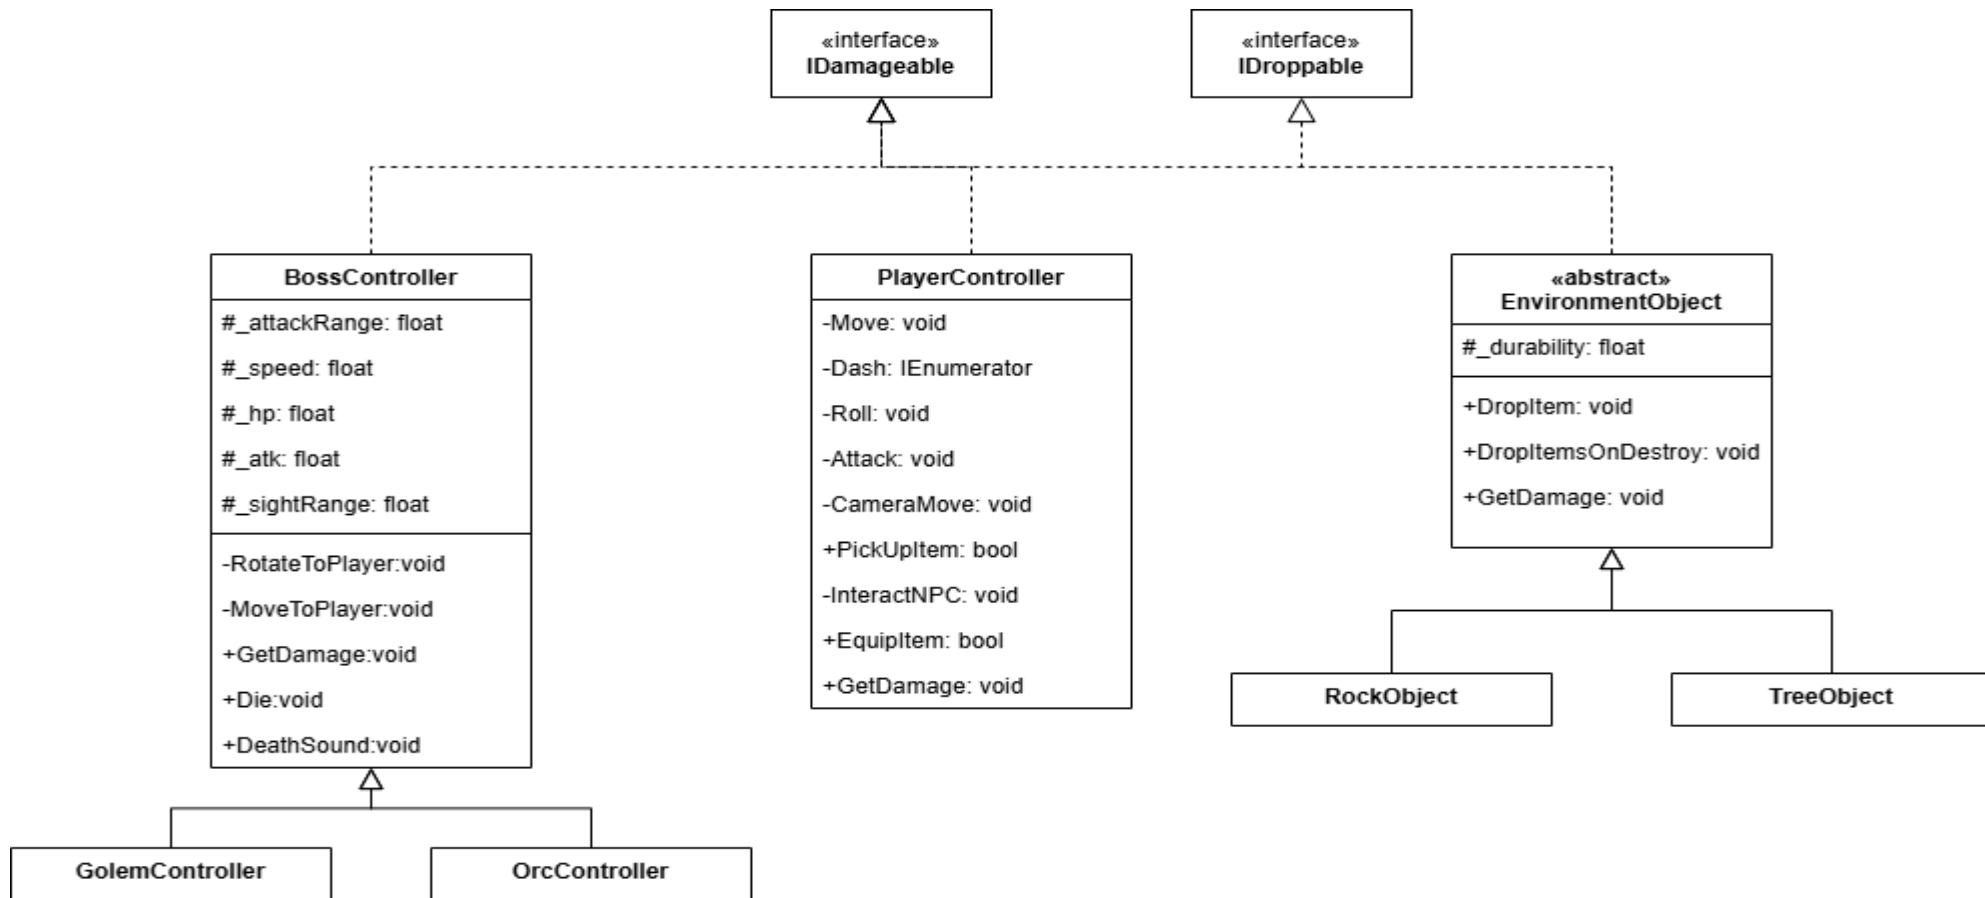 «interface»
IDamageable
«interface»
IDroppable
BossController
#_attackRange: float
#_speed: float
#_hp: float
#_atk: float
#_sightRange: float
-RotateToPlayer:void
-MoveToPlayer:void
+GetDamage:void
+Die:void
+DeathSound:void
PlayerController
-Move: void
-Dash: IEnumerator
-Roll: void
-Attack: void
-CameraMove: void
+PickUpItem: bool
-InteractNPC: void
+EquipItem: bool
+GetDamage: void
«abstract»
EnvironmentObject
#_durability: float
+DropItem: void
+DropItemsOnDestroy: void
+GetDamage: void
RockObject
TreeObject
GolemController
OrcController